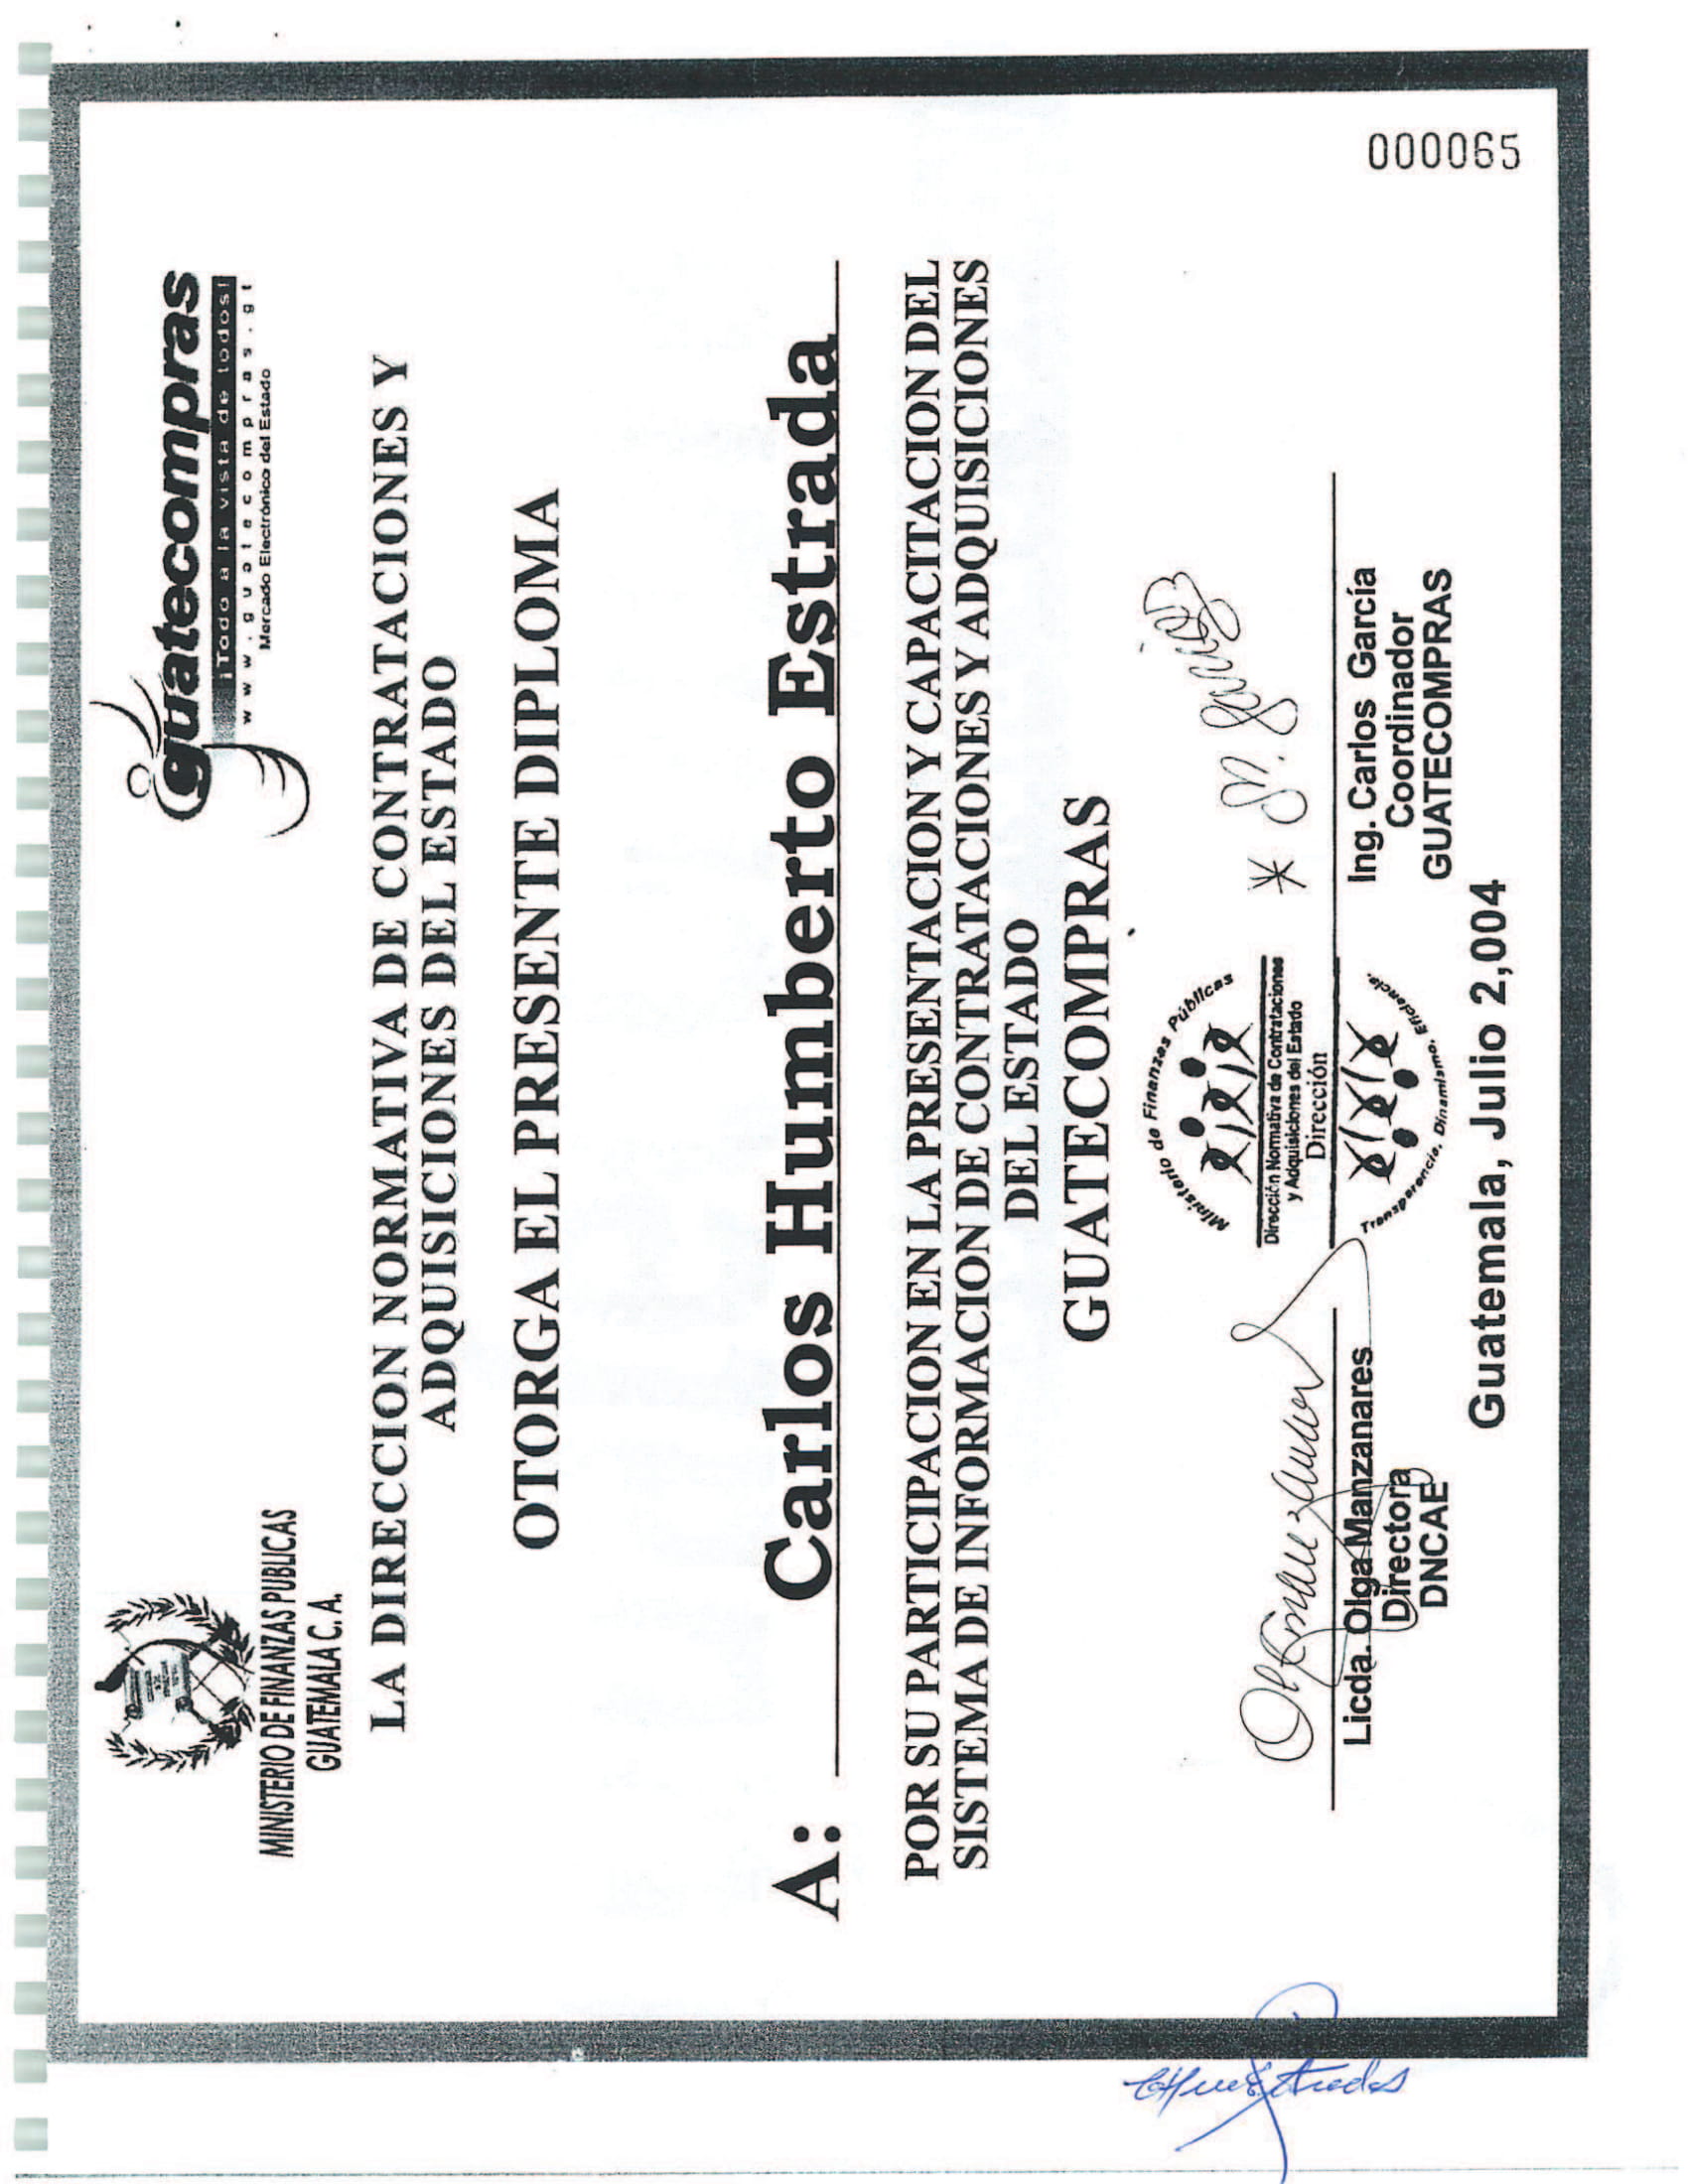 MINISTERIO DE FINANZAS PUBLICAS
GUATEMALA C. A.
guatecompras
¡Todo a la vista de todos!
www.guatecompras.gt
Mercado Electrónico del Estado
LA DIRECCION NORMATIVA DE CONTRATACIONES Y
ADQUISICIONES DEL ESTADO
OTORGA EL PRESENTE DIPLOMA
A: Carlos Humberto Estrada
POR SU PARTICIPACION EN LA PRESENTACION Y CAPACITACION DEL
SISTEMA DE INFORMACION DE CONTRATACIONES Y ADQUISICIONES
DEL ESTADO
GUATECOMPRAS
Ministerio de Finanzas Públicas
Dirección Normativa de Contrataciones
y Adquisiciones del Estado
Dirección
Transparencia, Dinamismo, Eficiencia.
Licda. Olga Manzanares
Directora
DNCAE
Ing. Carlos García
Coordinador
GUATECOMPRAS
Guatemala, Julio 2,004
000065